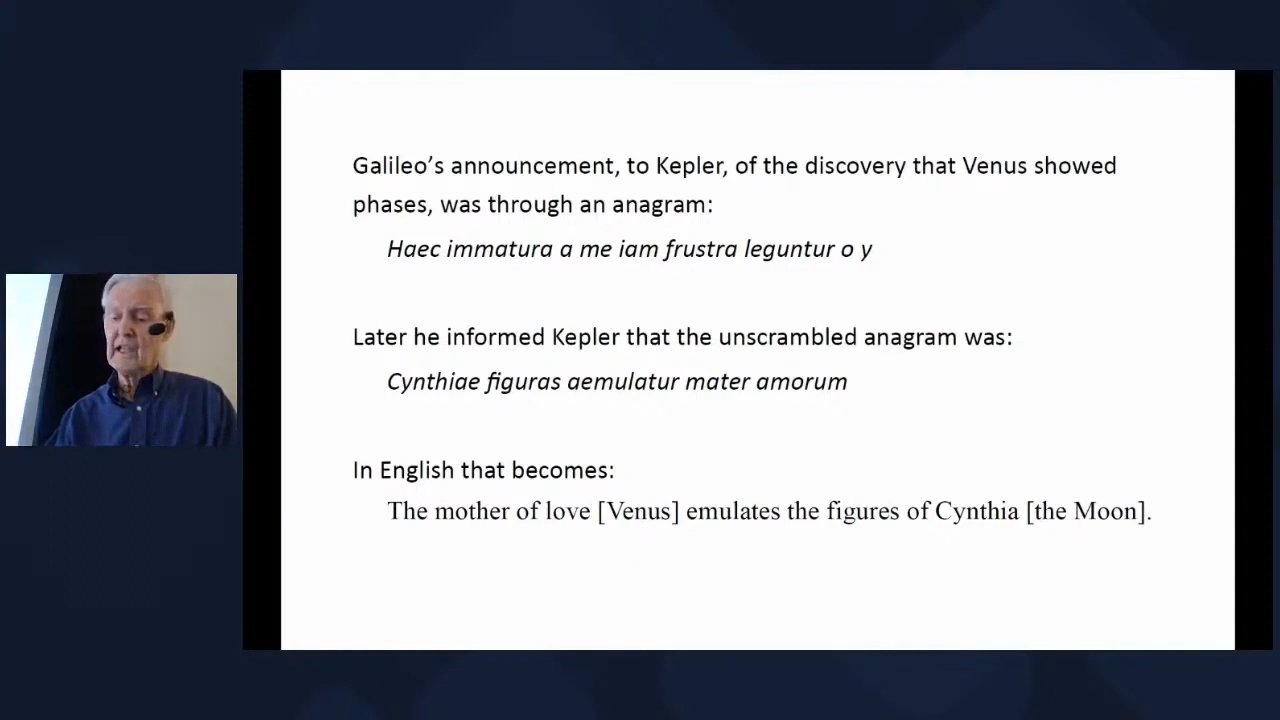 Galileo’s announcement, to Kepler, of the discovery that Venus showed
phases, was through an anagram:
Haec immatura a me iam frustra leguntur o y
Later he informed Kepler that the unscrambled anagram was:
Cynthiae figuras aemulatur mater amorum
In English that becomes:
The mother of love [Venus] emulates the figures of Cynthia [the Moon].